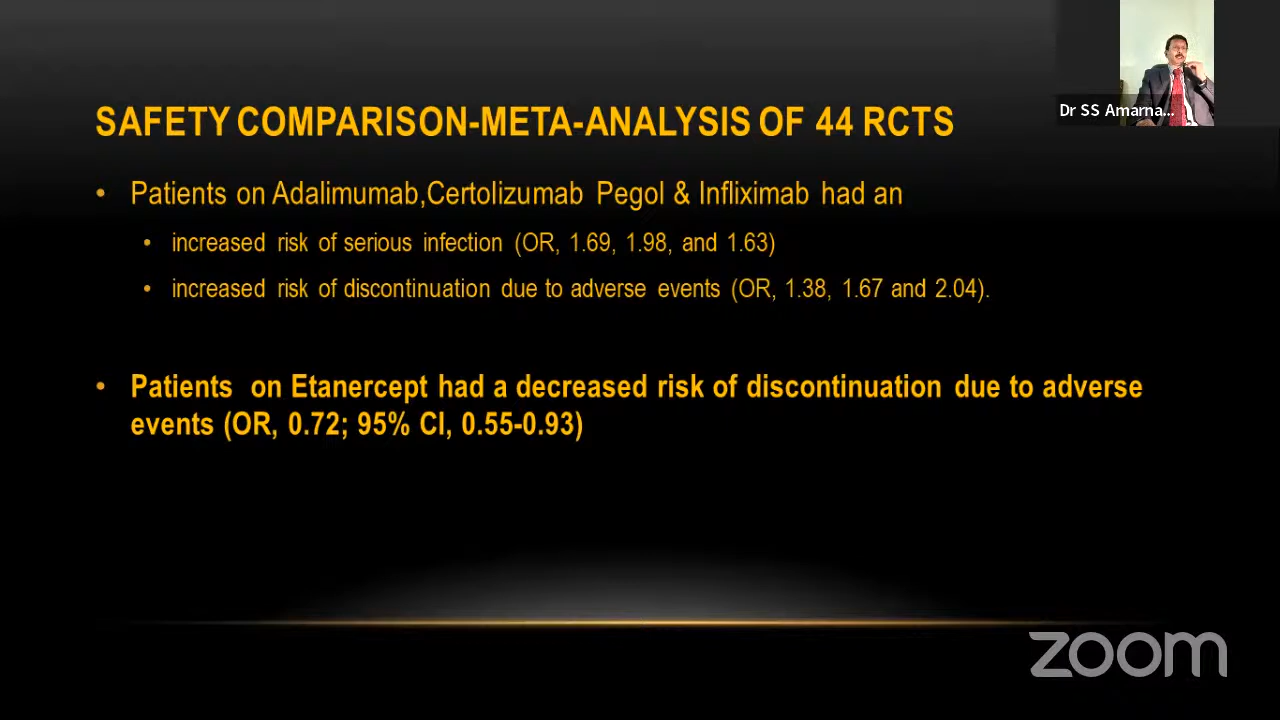 Dr SS Amarna...
SAFETY COMPARISON-META-ANALYSIS OF 44 RCTS
• Patients on Adalimumab,Certolizumab Pegol & Infliximab had an
• increased risk of serious infection (OR, 1.69, 1.98, and 1.63)
• increased risk of discontinuation due to adverse events (OR, 1.38, 1.67 and 2.04).
• Patients on Etanercept had a decreased risk of discontinuation due to adverse
events (OR, 0.72; 95% CI, 0.55-0.93)
zoom